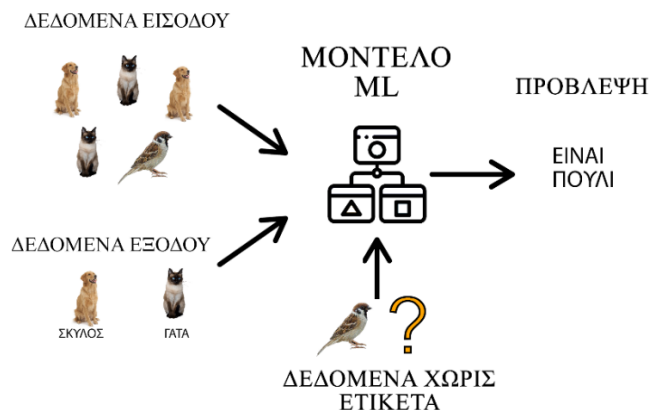 ΔΕΔΟΜΕΝΑ ΕΙΣΟΔΟΥ
ΜΟΝΤΕΛΟ
ML
ΠΡΟΒΛΕΨΗ
ΕΙΝΑΙ
ΠΟΥΛΙ
ΔΕΔΟΜΕΝΑ ΕΞΟΔΟΥ
ΣΚΥΛΟΣ
ΓΑΤΑ
?
ΔΕΔΟΜΕΝΑ ΧΩΡΙΣ
ΕΤΙΚΕΤΑ